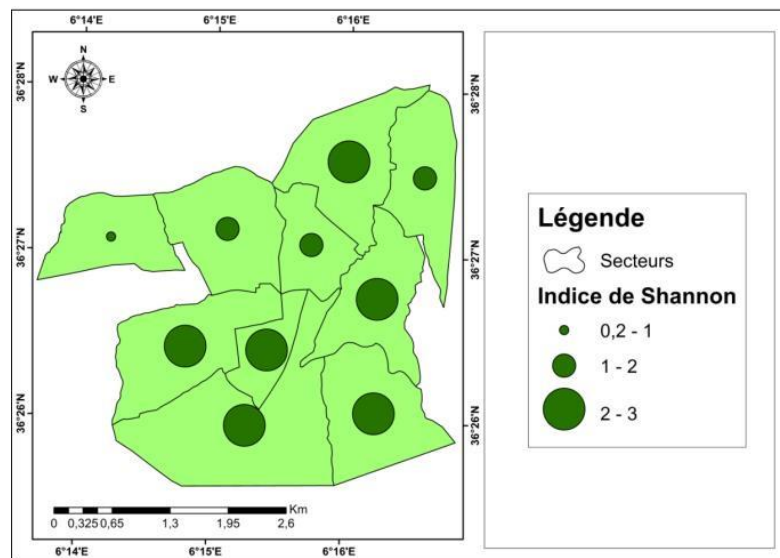 6°14'E 6°15'E 6°16'E
N
W E
S
36°28'N 36°28'N
36°27'N 36°27'N
36°26'N 36°26'N
Km
0 0,325 0,65 1,3 1,95 2,6
6°14'E 6°15'E 6°16'E
Légende
Secteurs
Indice de Shannon
0,2 - 1
1 - 2
2 - 3